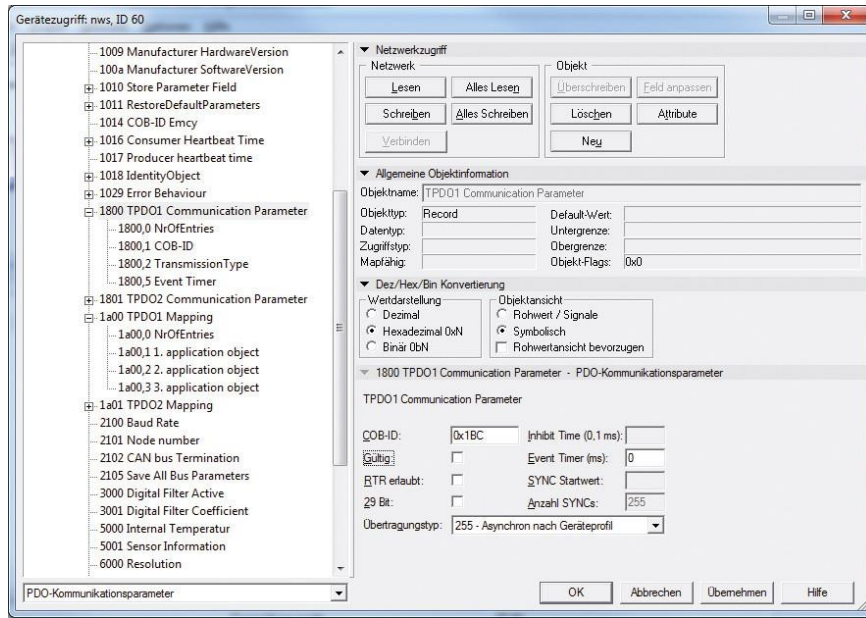 Gerätezugriff: nws, ID 60
1009 Manufacturer HardwareVersion
100a Manufacturer SoftwareVersion
1010 Store Parameter Field
1011 RestoreDefaultParameters
1014 COB-ID Emcy
1016 Consumer Heartbeat Time
1017 Producer heartbeat time
1018 IdentityObject
1029 Error Behaviour
1800 TPDO1 Communication Parameter
1800,0 NrOfEntries
1800,1 COB-ID
1800,2 TransmissionType
1800,5 Event Timer
1801 TPDO2 Communication Parameter
1a00 TPDO1 Mapping
1a00,0 NrOfEntries
1a00,1 1. application object
1a00,2 2. application object
1a00,3 3. application object
1a01 TPDO2 Mapping
2100 Baud Rate
2101 Node number
2102 CAN bus Termination
2105 Save All Bus Parameters
3000 Digital Filter Active
3001 Digital Filter Coefficient
5000 Internal Temperatur
5001 Sensor Information
6000 Resolution
PDO-Kommunikationsparameter
Netzwerkzugriff
Netzwerk
Lesen Alles Lesen
Schreiben Alles Schreiben
Verbinden
Objekt
Überschreiben Feld anpassen
Löschen Attribute
Neu
Allgemeine Objektinformation
Objektname: TPDO1 Communication Parameter
Objekttyp: Record Default-Wert:
Datentyp: Untergrenze:
Zugriffstyp: Obergrenze:
Mapfähig: Objekt-Flags: 0x0
Dez/Hex/Bin Konvertierung
Wertdarstellung
Dezimal
Hexadezimal 0xN
Binär 0bN
Objektansicht
Rohwert / Signale
Symbolisch
Rohwertansicht bevorzugen
1800 TPDO1 Communication Parameter - PDO-Kommunikationsparameter
TPDO1 Communication Parameter
COB-ID: 0x1BC Inhibit Time (0,1 ms):
Gültig: Event Timer (ms): 0
RTR erlaubt: SYNC Startwert:
29 Bit: Anzahl SYNCs: 255
Übertragungstyp: 255 - Asynchron nach Geräteprofil
OK Abbrechen Übernehmen Hilfe